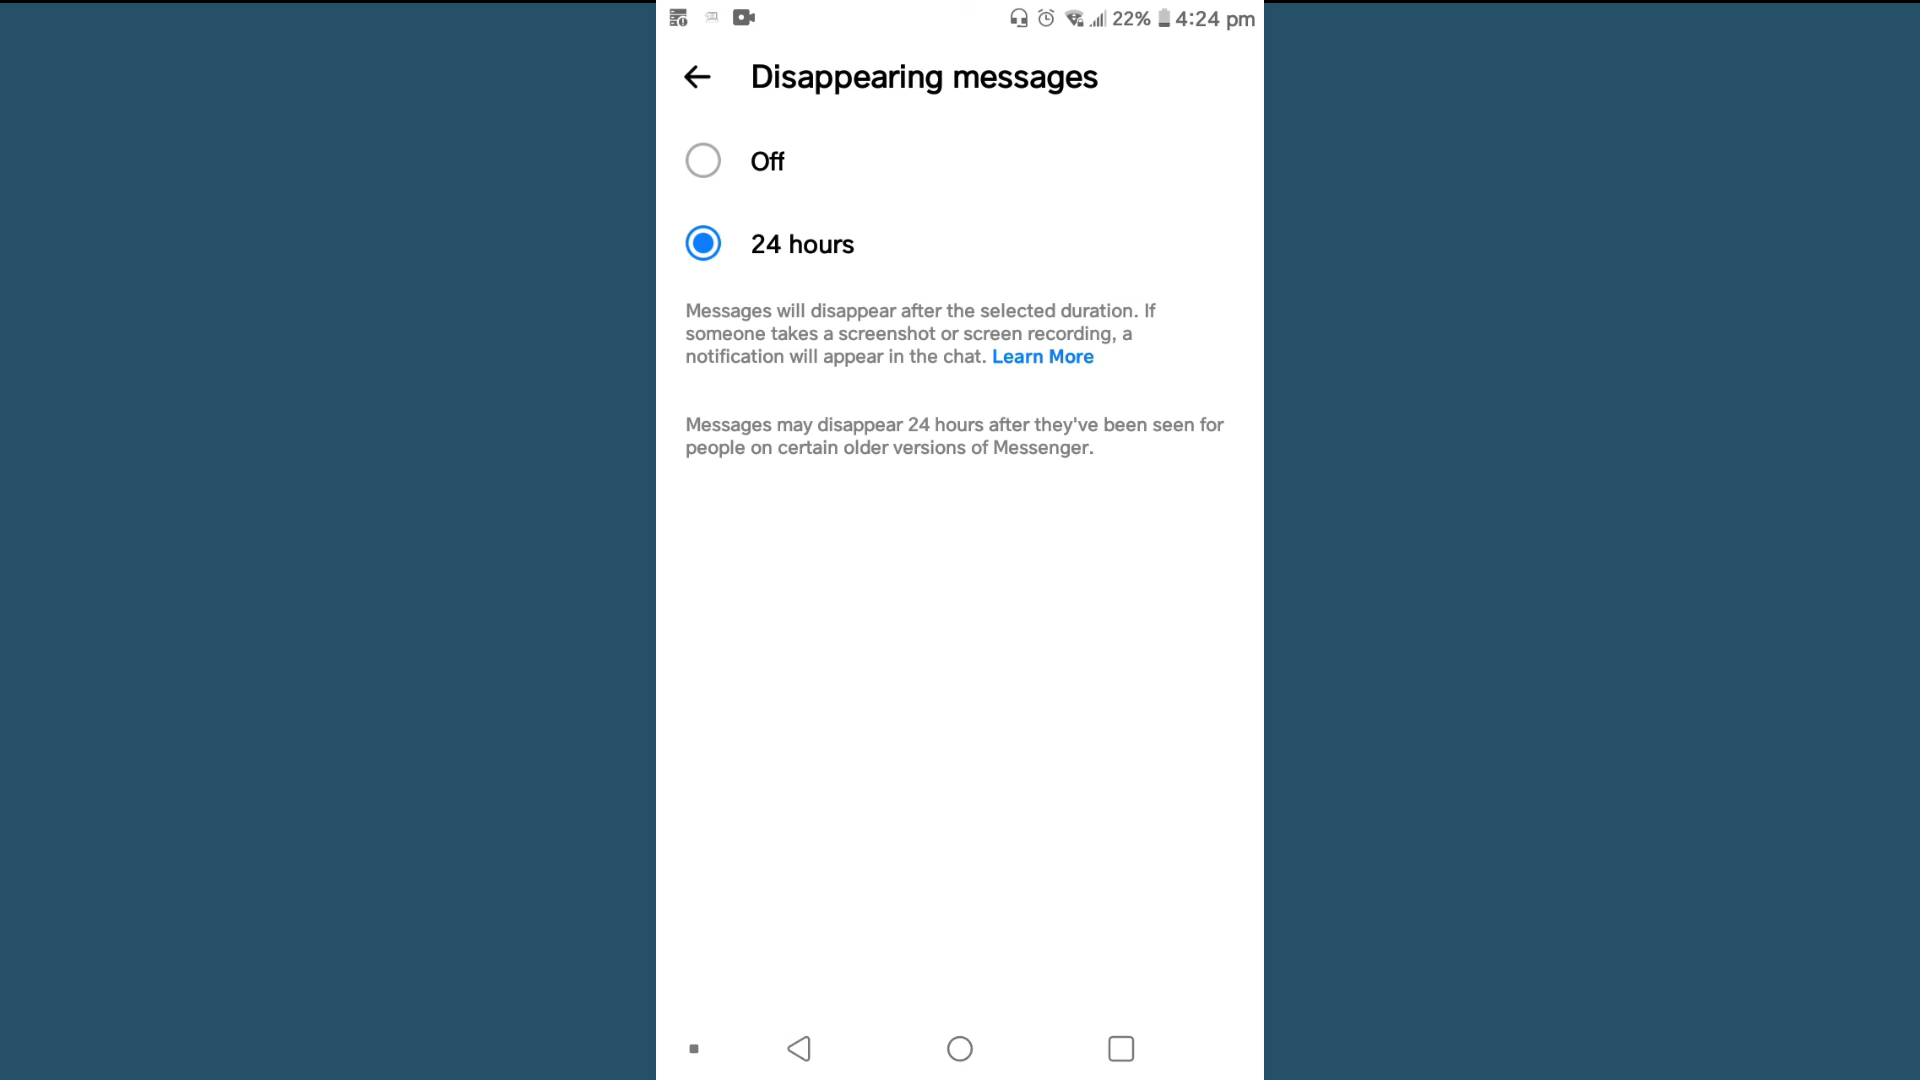 22% 4:24 pm
Disappearing messages
Off
24 hours
Messages will disappear after the selected duration. If
someone takes a screenshot or screen recording, a
notification will appear in the chat. Learn More
Messages may disappear 24 hours after they've been seen for
people on certain older versions of Messenger.